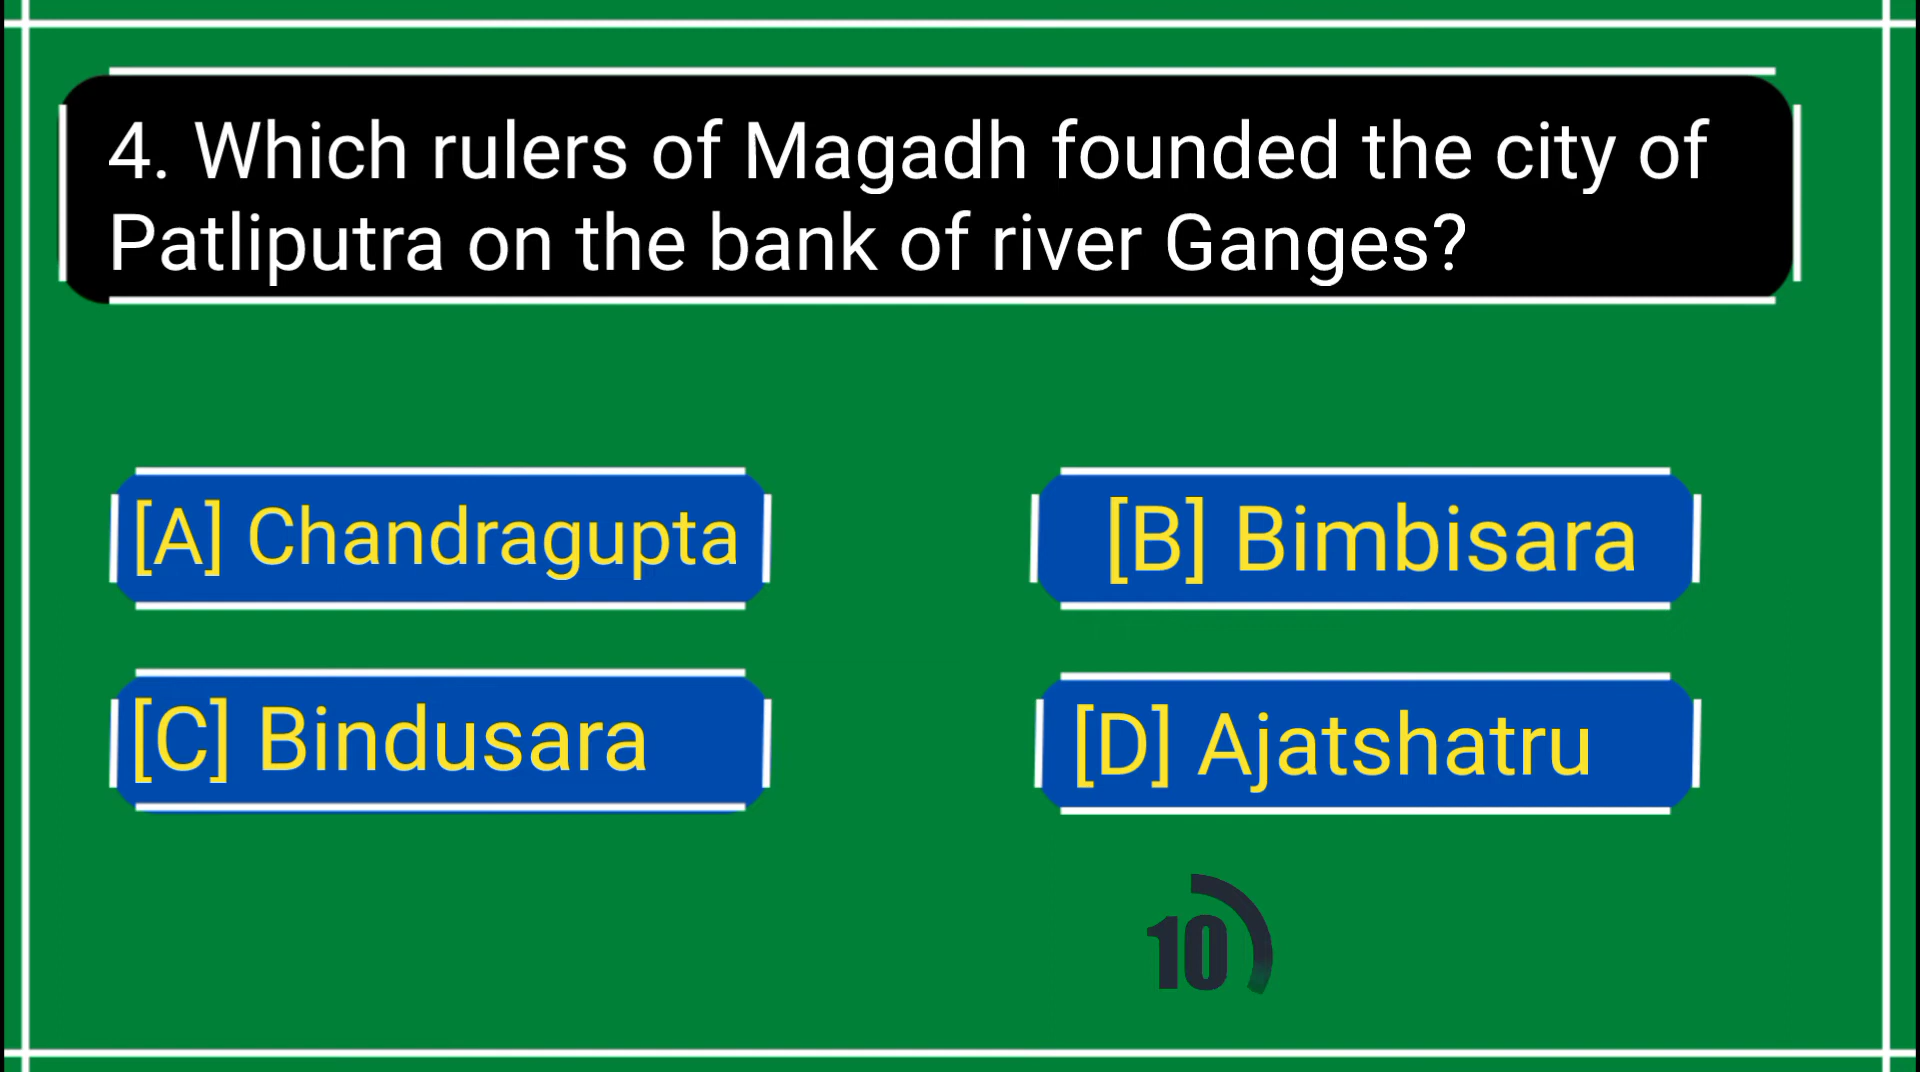 4. Which rulers of Magadh founded the city of
Patliputra on the bank of river Ganges?
[A] Chandragupta
[B] Bimbisara
[C] Bindusara
[D] Ajatshatru
10